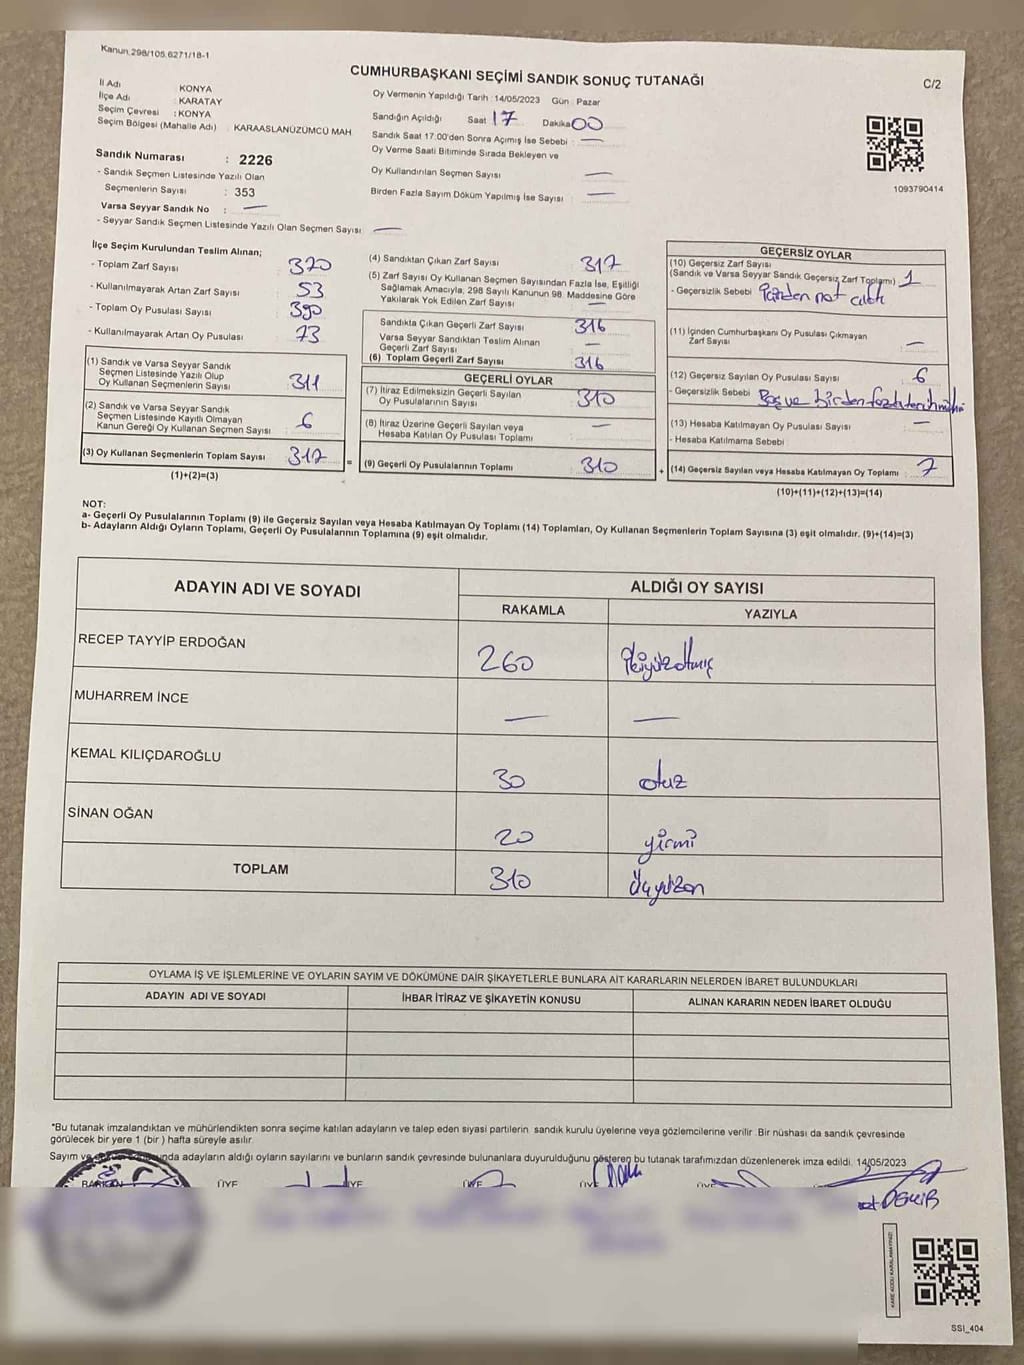 Kanun,298/105,6271/18-1
CUMHURBAŞKANI SEÇİMİ SANDIK SONUÇ TUTANAĞI
C/2
İl Adı : KONYA
İlçe Adı : KARATAY
Seçim Çevresi : KONYA
Seçim Bölgesi (Mahalle Adı) : KARAASLANÜZÜMCÜ MAH
Sandık Numarası : 2226
- Sandık Seçmen Listesinde Yazılı Olan
Seçmenlerin Sayısı : 353
Varsa Seyyar Sandık No : —
- Seyyar Sandık Seçmen Listesinde Yazılı Olan Seçmen Sayısı —
Oy Vermenin Yapıldığı Tarih : 14/05/2023 Gün : Pazar
Sandığın Açıldığı Saat 17 Dakika 00
Sandık Saat 17:00'den Sonra Açımış İse Sebebi : —
Oy Verme Saati Bitiminde Sırada Bekleyen ve
Oy Kullandırılan Seçmen Sayısı —
Birden Fazla Sayım Döküm Yapılmış İse Sayısı : —
1093790414
İlçe Seçim Kurulundan Teslim Alınan;
- Toplam Zarf Sayısı 370
- Kullanılmayarak Artan Zarf Sayısı 53
- Toplam Oy Pusulası Sayısı 390
- Kullanılmayarak Artan Oy Pusulası 73
(1) Sandık ve Varsa Seyyar Sandık
Seçmen Listesinde Yazılı Olup
Oy Kullanan Seçmenlerin Sayısı 311
(2) Sandık ve Varsa Seyyar Sandık
Seçmen Listesinde Kayıtlı Olmayan
Kanun Gereği Oy Kullanan Seçmen Sayısı 6
(3) Oy Kullanan Seçmenlerin Toplam Sayısı 317
(1)+(2)=(3)
(4) Sandıktan Çıkan Zarf Sayısı 317
(5) Zarf Sayısı Oy Kullanan Seçmen Sayısından Fazla İse, Eşitliği
Sağlamak Amacıyla, 298 Sayılı Kanunun 98. Maddesine Göre
Yakılarak Yok Edilen Zarf Sayısı —
Sandıkta Çıkan Geçerli Zarf Sayısı 316
Varsa Seyyar Sandıktan Teslim Alınan
Geçerli Zarf Sayısı —
(6) Toplam Geçerli Zarf Sayısı 316
GEÇERLİ OYLAR
(7) İtiraz Edilmeksizin Geçerli Sayılan
Oy Pusulalarının Sayısı 310
(8) İtiraz Üzerine Geçerli Sayılan veya
Hesaba Katılan Oy Pusulası Toplamı —
= (9) Geçerli Oy Pusulalarının Toplamı 310 +
GEÇERSİZ OYLAR
(10) Geçersiz Zarf Sayısı
(Sandık ve Varsa Seyyar Sandık Geçersiz Zarf Toplamı) 1
- Geçersizlik Sebebi İçinden not çıktı
(11) İçinden Cumhurbaşkanı Oy Pusulası Çıkmayan
Zarf Sayısı —
(12) Geçersiz Sayılan Oy Pusulası Sayısı 6
- Geçersizlik Sebebi Boş ve birden fazla tercih
(13) Hesaba Katılmayan Oy Pusulası Sayısı —
- Hesaba Katılmama Sebebi
(14) Geçersiz Sayılan veya Hesaba Katılmayan Oy Toplamı : 7
(10)+(11)+(12)+(13)=(14)
NOT:
a- Geçerli Oy Pusulalarının Toplamı (9) ile Geçersiz Sayılan veya Hesaba Katılmayan Oy Toplamı (14) Toplamları, Oy Kullanan Seçmenlerin Toplam Sayısına (3) eşit olmalıdır. (9)+(14)=(3)
b- Adayların Aldığı Oyların Toplamı, Geçerli Oy Pusulalarının Toplamına (9) eşit olmalıdır.
ADAYIN ADI VE SOYADI
ALDIĞI OY SAYISI
RAKAMLA YAZIYLA
RECEP TAYYİP ERDOĞAN 260 ikiyüzaltmış
MUHARREM İNCE — —
KEMAL KILIÇDAROĞLU 30 otuz
SİNAN OĞAN 20 yirmi
TOPLAM 310 üçyüzon
OYLAMA İŞ VE İŞLEMLERİNE VE OYLARIN SAYIM VE DÖKÜMÜNE DAİR ŞİKAYETLERLE BUNLARA AİT KARARLARIN NELERDEN İBARET BULUNDUKLARI
ADAYIN ADI VE SOYADI İHBAR İTİRAZ VE ŞİKAYETİN KONUSU ALINAN KARARIN NEDEN İBARET OLDUĞU
"Bu tutanak imzalandıktan ve mühürlendikten sonra seçime katılan adayların ve talep eden siyasi partilerin sandık kurulu üyelerine veya gözlemcilerine verilir. Bir nüshası da sandık çevresinde
görülecek bir yere 1 (bir ) hafta süreyle asılır.
Sayım ve adayların aldığı oyların sayılarını ve bunların sandık çevresinde bulunanlara duyurulduğunu gösteren bu tutanak tarafımızdan düzenlenerek imza edildi. 14/05/2023
BAŞKAN ÜYE ÜYE ÜYE ÜYE ÜYE
KARE KODU KARALAMAYINIZ!
SSI_404